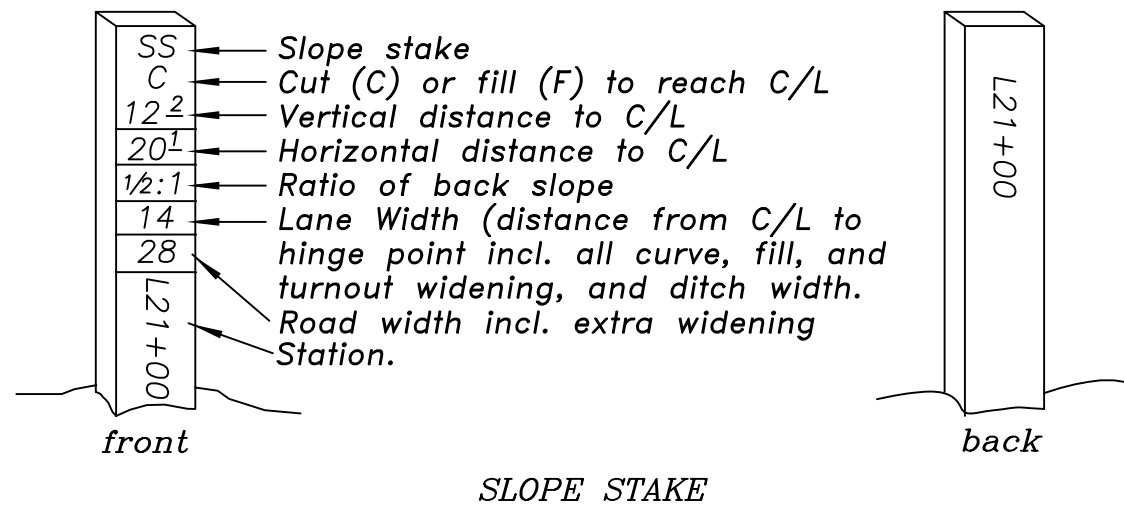 SS
C
12 2
20 1
1/2:1
14
28
L21+00
Slope stake
Cut (C) or fill (F) to reach C/L
Vertical distance to C/L
Horizontal distance to C/L
Ratio of back slope
Lane Width (distance from C/L to
hinge point incl. all curve, fill, and
turnout widening, and ditch width.
Road width incl. extra widening
Station.
front
L21+00
back
SLOPE STAKE